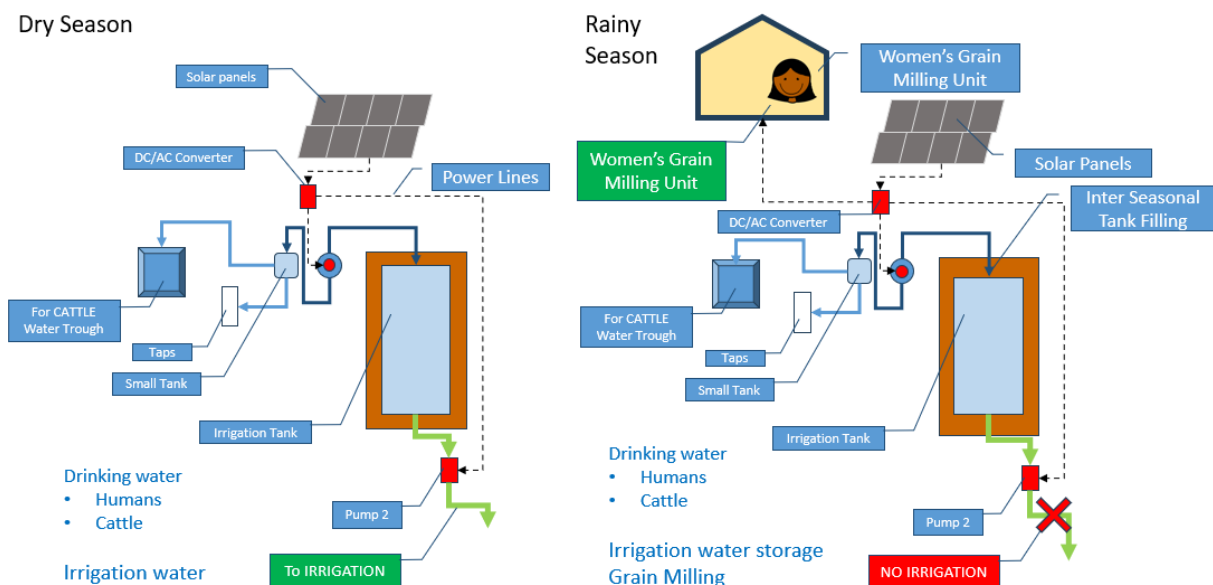 Dry Season
Solar panels
DC/AC Converter
Power Lines
For CATTLE
Water Trough
Taps
Small Tank
Irrigation Tank
Drinking water
• Humans
• Cattle
Pump 2
Irrigation water
To IRRIGATION
Rainy
Season
Women's Grain
Milling Unit
Women's Grain
Milling Unit
Solar Panels
DC/AC Converter
Inter Seasonal
Tank Filling
For CATTLE
Water Trough
Taps
Small Tank
Irrigation Tank
Drinking water
• Humans
• Cattle
Pump 2
Irrigation water storage
Grain Milling
NO IRRIGATION